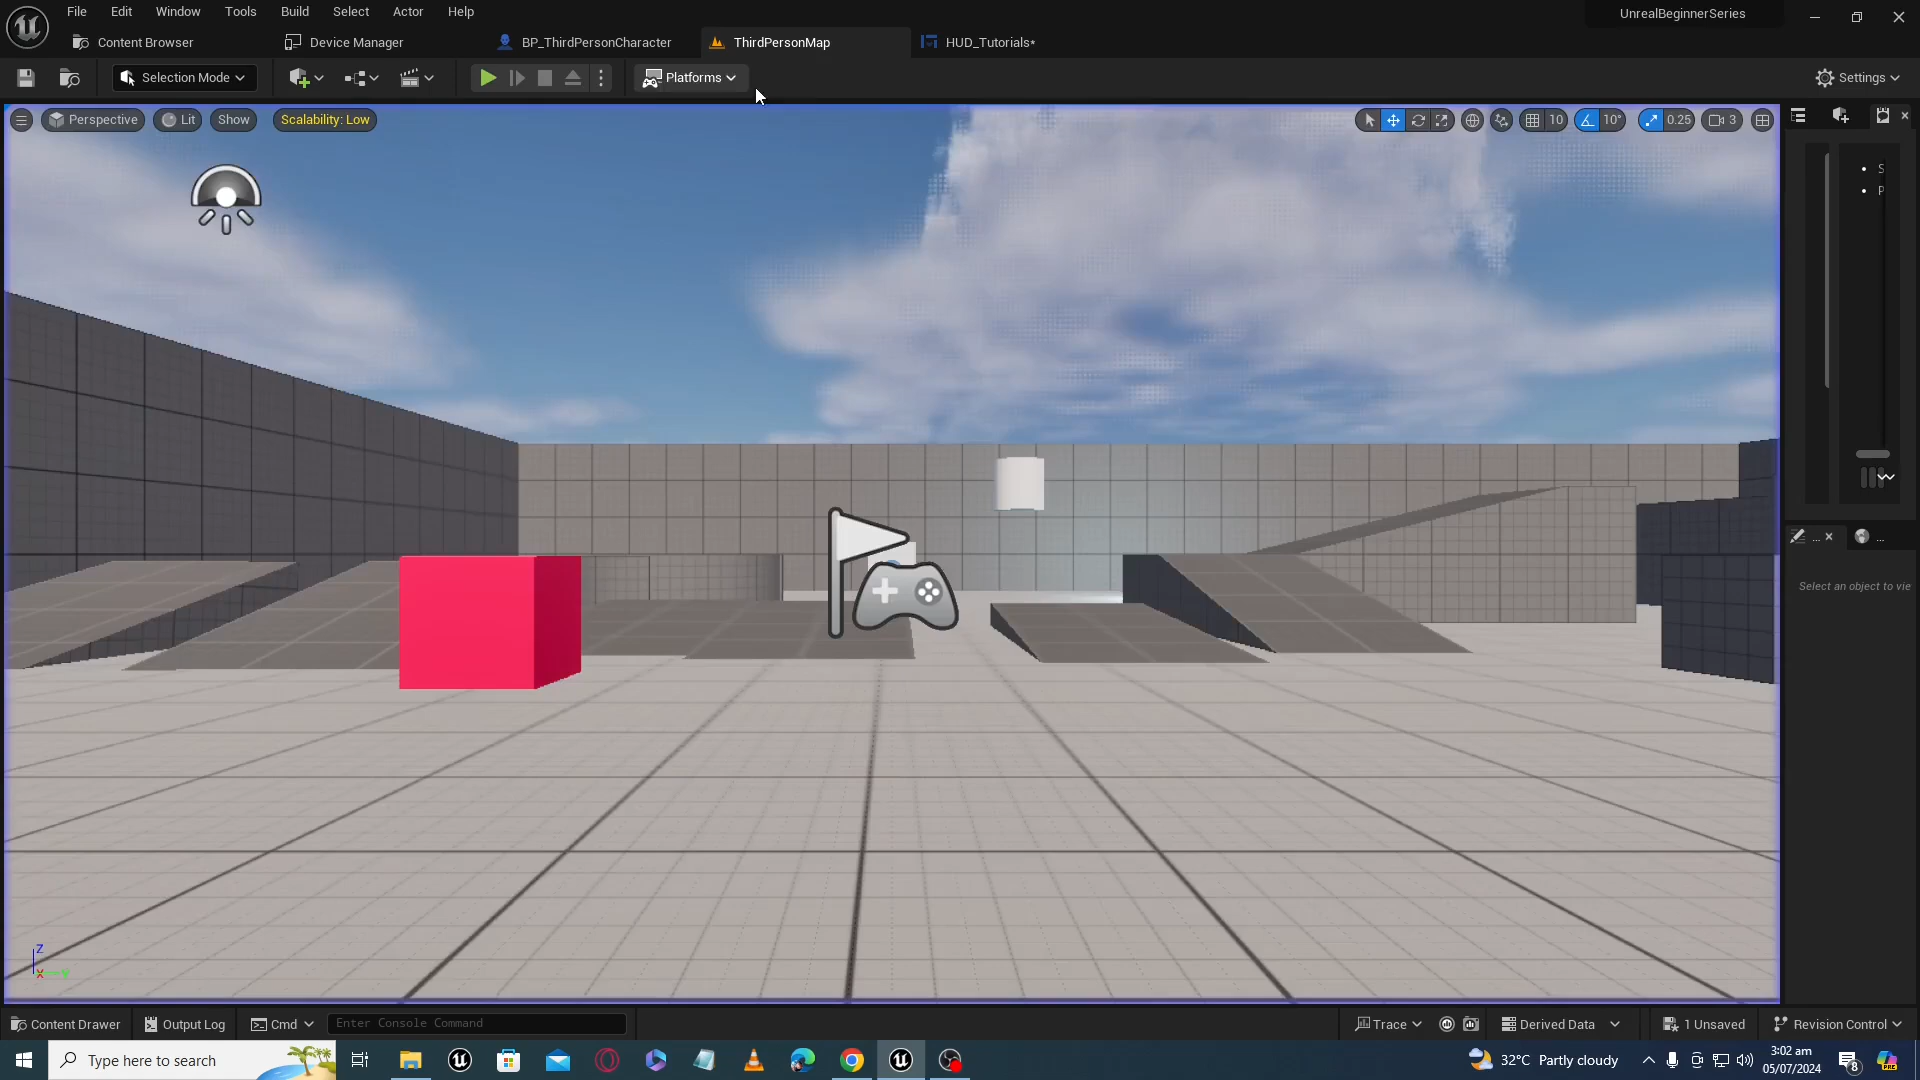 File Edit Window Tools Build Select Actor Help
UnrealBeginnerSeries
Content Browser Device Manager BP_ThirdPersonCharacter ThirdPersonMap HUD_Tutorials*
Selection Mode Platforms Settings
Perspective Lit Show Scalability: Low 10 10° 0.25 3
S
P
... ...
Select an object to vie
Z
X Y
Content Drawer Output Log Cmd Enter Console Command Trace Derived Data 1 Unsaved Revision Control
Type here to search 32°C Partly cloudy 3:02 am
05/07/2024 8